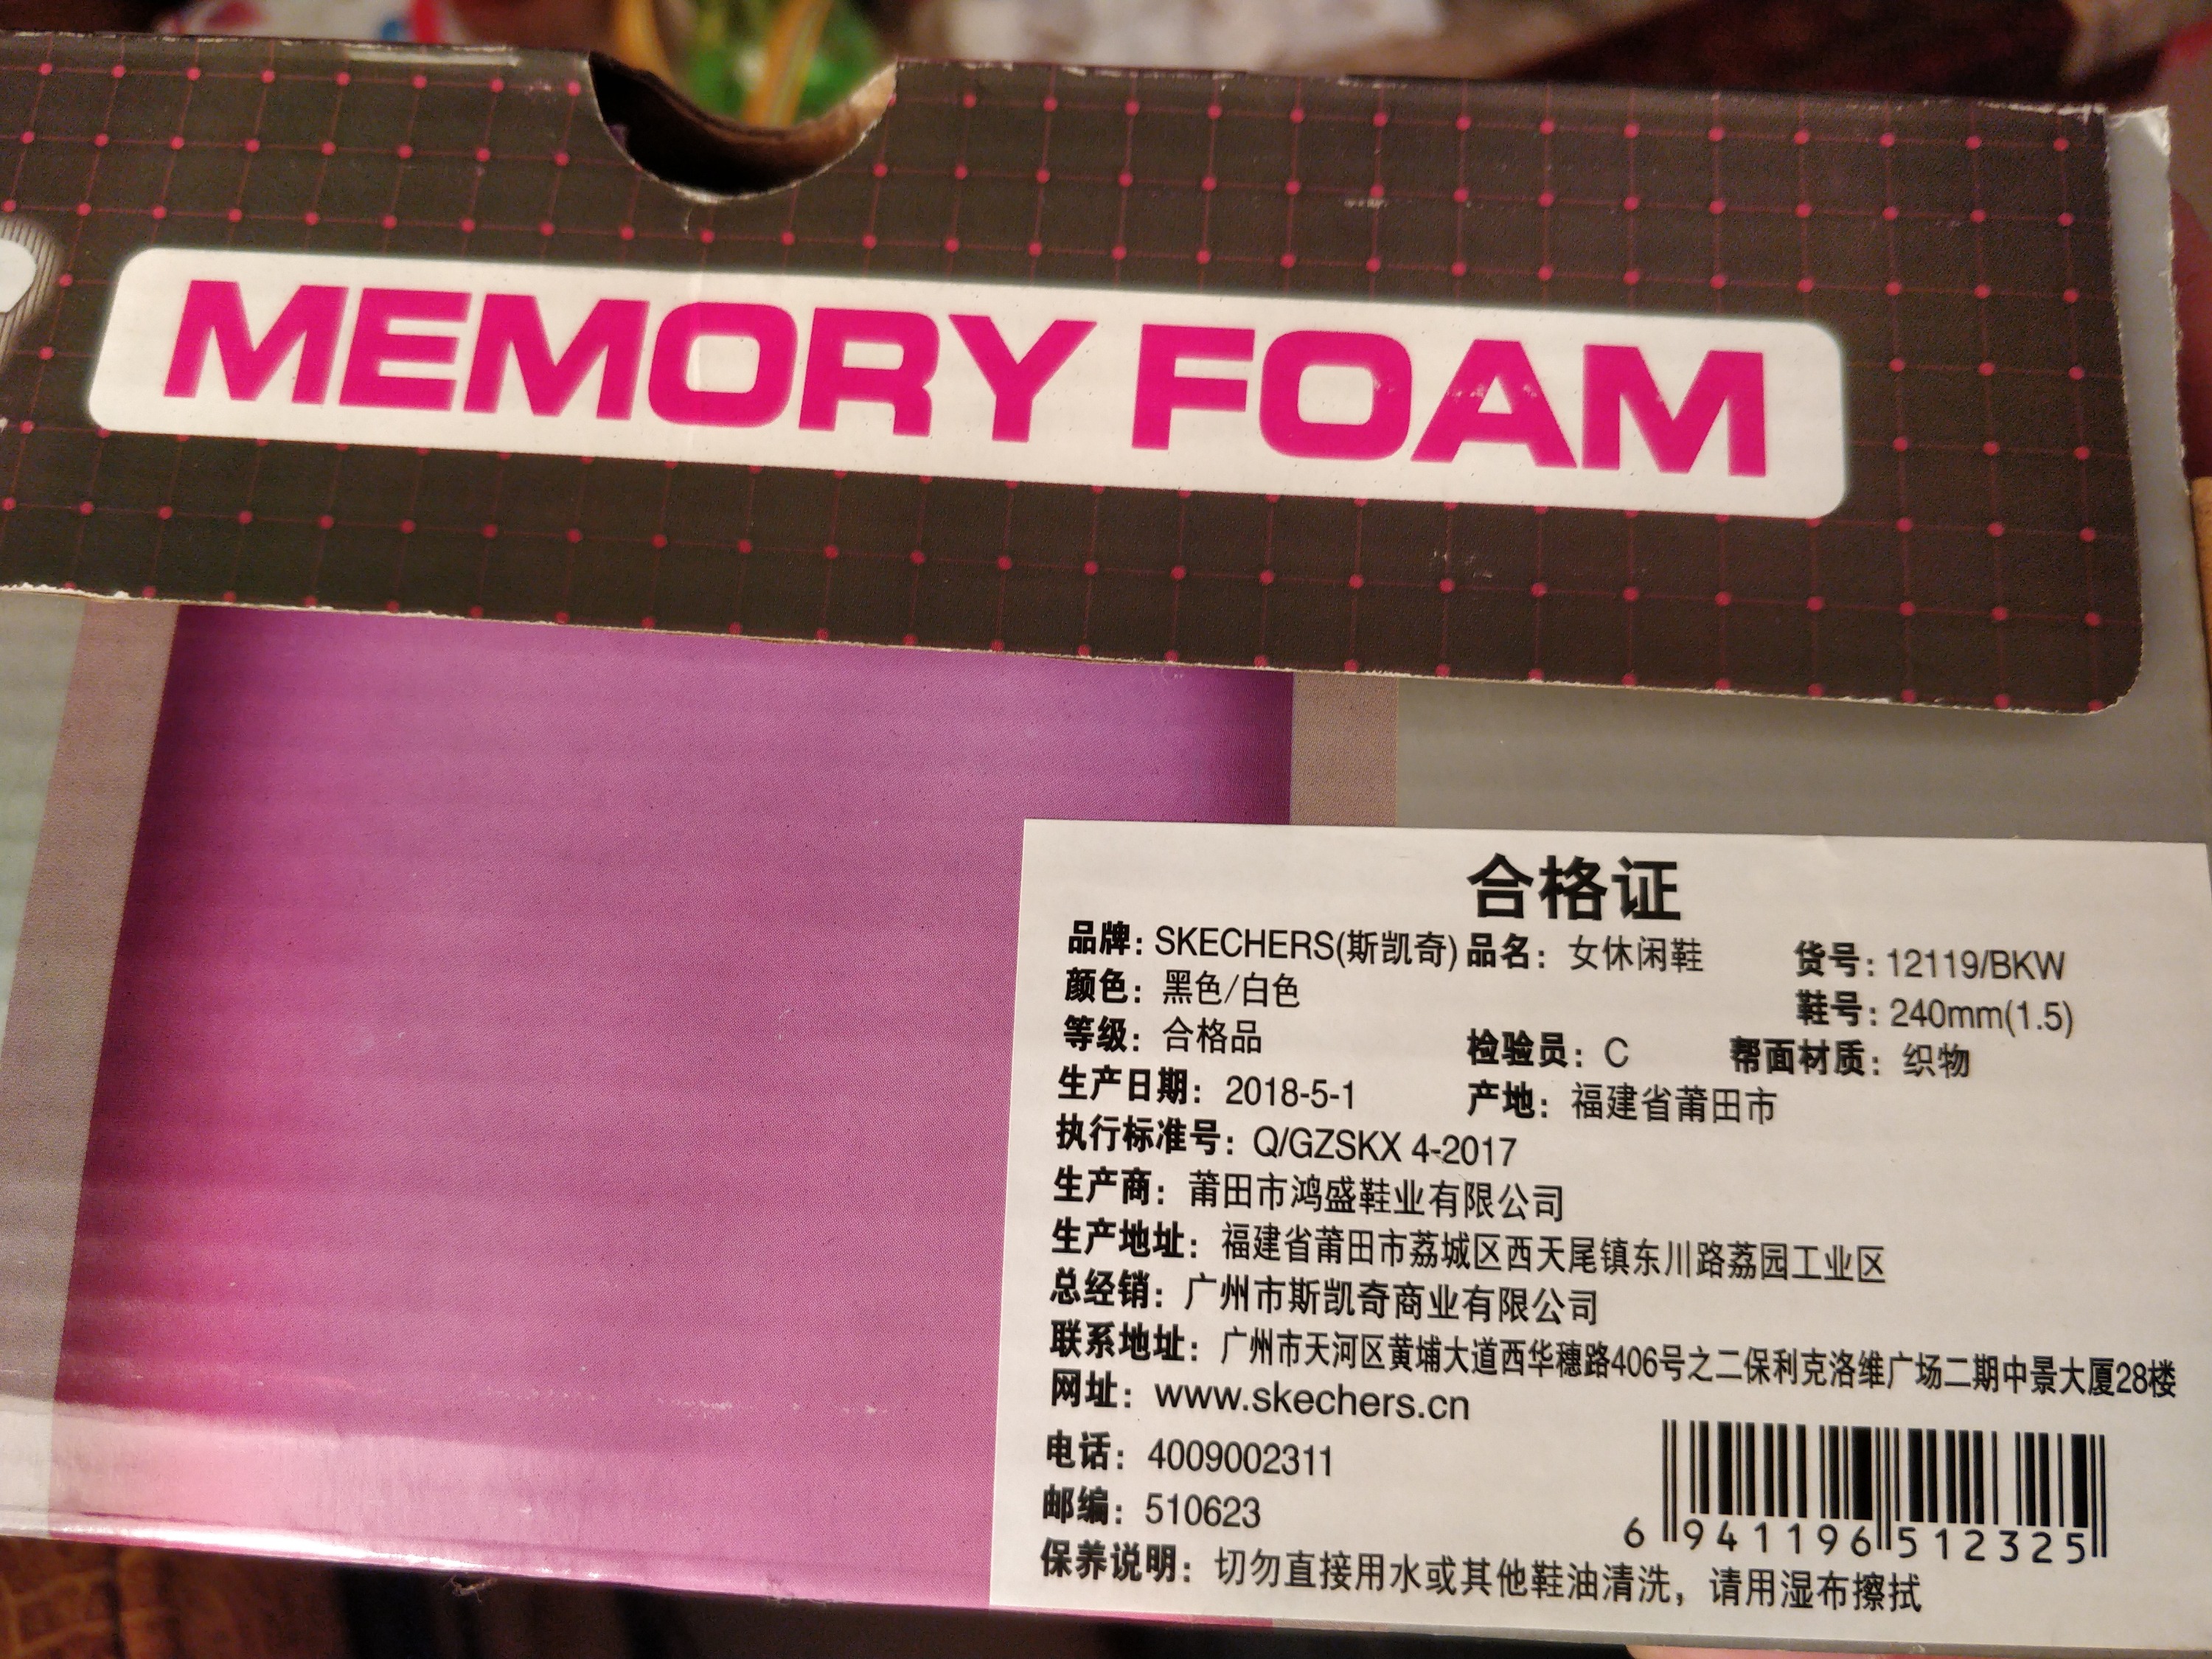 MEMORY FOAM
合格证
品牌：SKECHERS(斯凯奇) 品名：女休闲鞋 货号：12119/BKW
颜色：黑色/白色 鞋号：240mm(1.5)
等级：合格品 检验员：C 帮面材质：织物
生产日期：2018-5-1 产地：福建省莆田市
执行标准号：Q/GZSKX 4-2017
生产商：莆田市鸿盛鞋业有限公司
生产地址：福建省莆田市荔城区西天尾镇东川路荔园工业区
总经销：广州市斯凯奇商业有限公司
联系地址：广州市天河区黄埔大道西华穗路406号之二保利克洛维广场二期中景大厦28楼
网址：www.skechers.cn
电话：4009002311
邮编：510623
6 941196 512325
保养说明：切勿直接用水或其他鞋油清洗，请用湿布擦拭